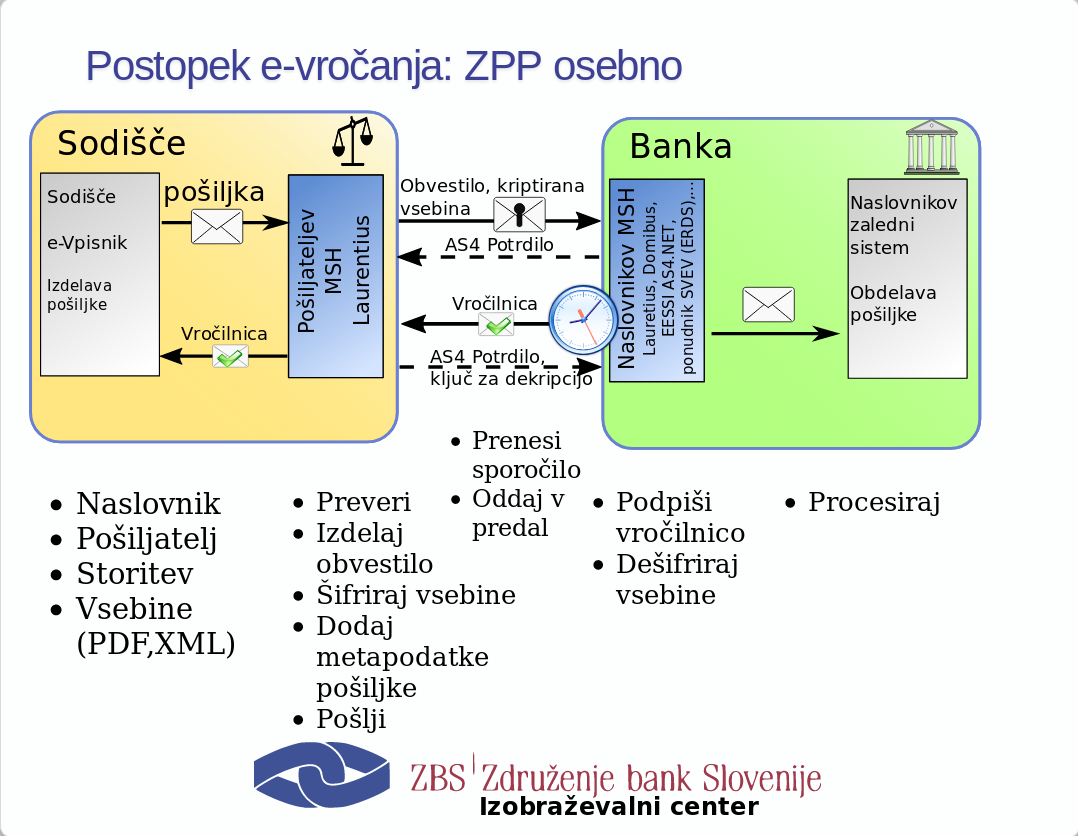 Postopek e-vročanja: ZPP osebno
Sodišče
Sodišče
e-Vpisnik
Izdelava
pošiljke
pošiljka
Vročilnica
Pošiljateljev
MSH
Laurentius
Obvestilo, kriptirana
vsebina
AS4 Potrdilo
Vročilnica
AS4 Potrdilo,
ključ za dekripcijo
Banka
Naslovnikov MSH
Lauretius, Domibus,
EESSI AS4.NET,
ponudnik SVEV (ERDS),...
Naslovnikov
zaledni
sistem
Obdelava
pošiljke
• Naslovnik
• Pošiljatelj
• Storitev
• Vsebine
(PDF,XML)
• Preveri
• Izdelaj
obvestilo
• Šifriraj vsebine
• Dodaj
metapodatke
pošiljke
• Pošlji
• Prenesi
sporočilo
• Oddaj v
predal
• Podpiši
vročilnico
• Dešifriraj
vsebine
• Procesiraj
ZBS Združenje bank Slovenije
Izobraževalni center